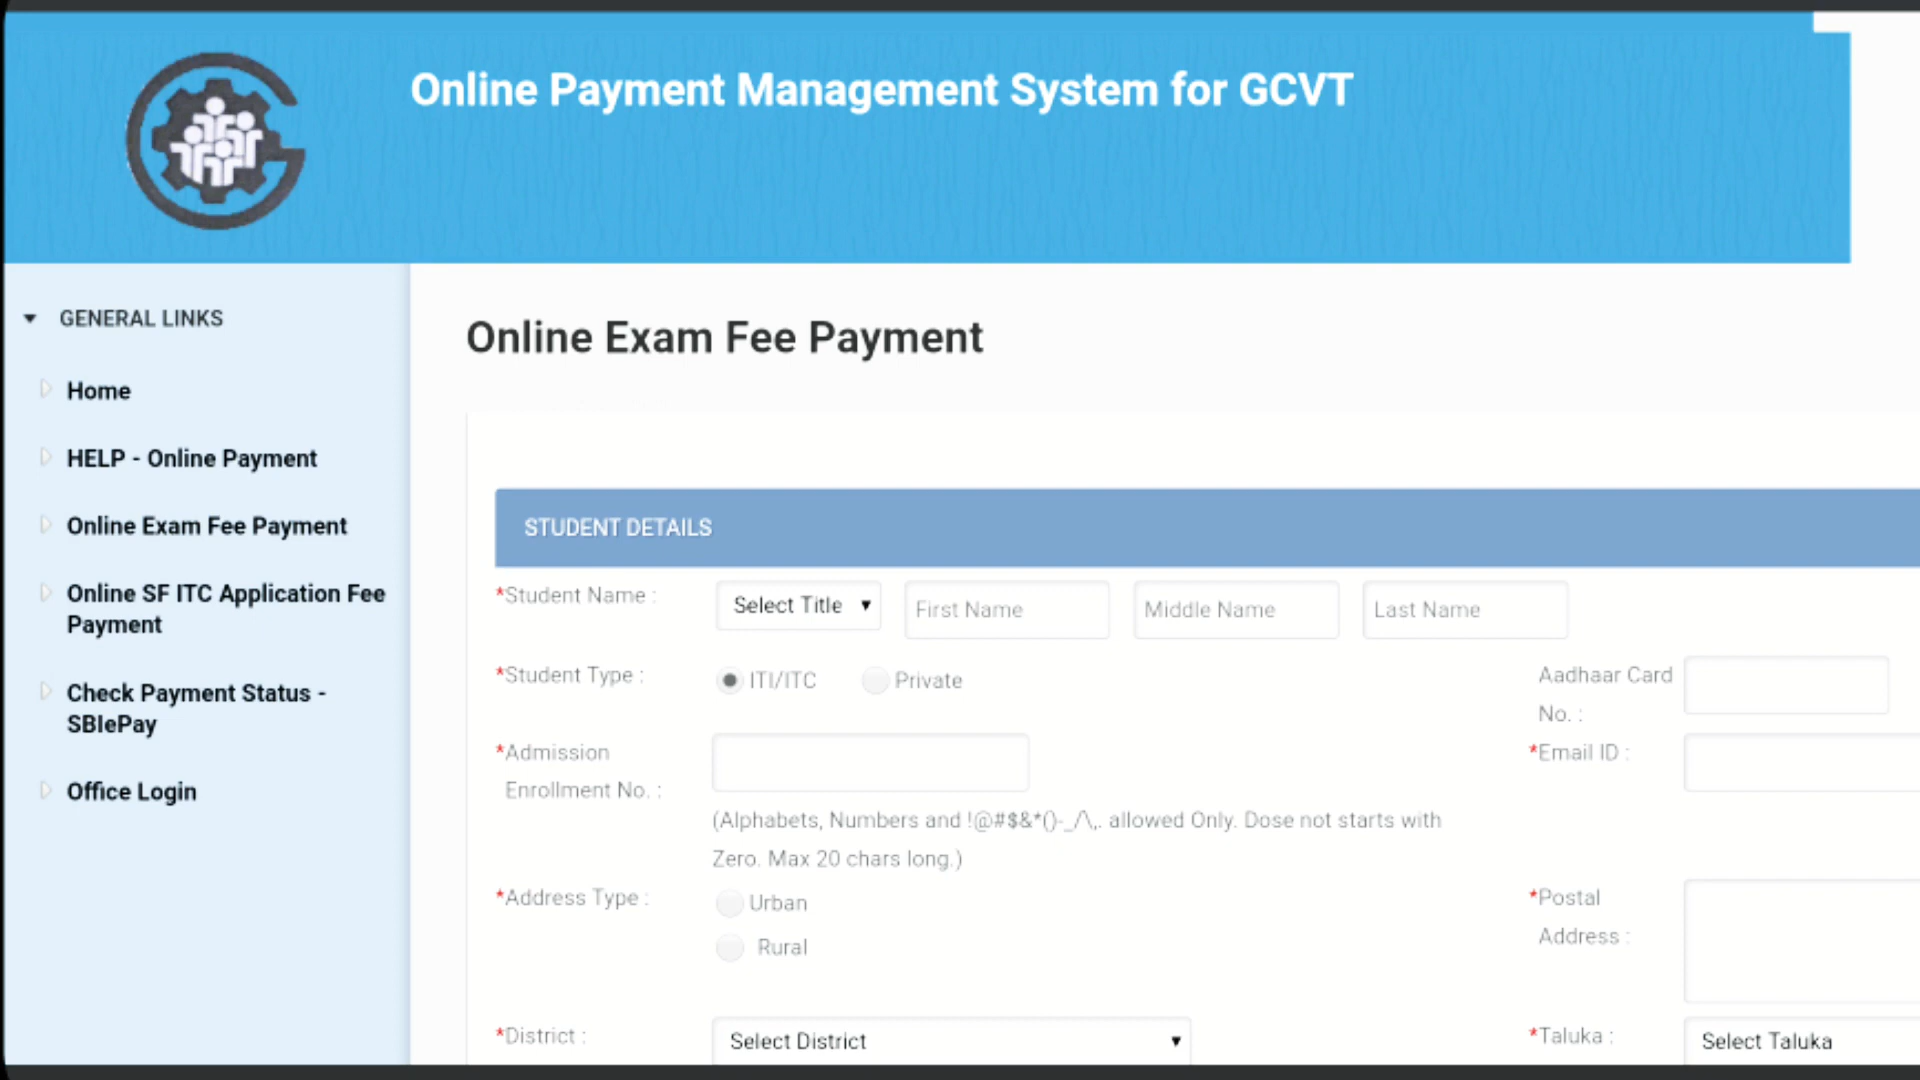 Online Payment Management System for GCVT
GENERAL LINKS
Home
HELP - Online Payment
Online Exam Fee Payment
Online SF ITC Application Fee
Payment
Check Payment Status -
SBIePay
Office Login
Online Exam Fee Payment
STUDENT DETAILS
*Student Name : Select Title First Name Middle Name Last Name
*Student Type : ITI/ITC Private Aadhaar Card
No. :
*Admission *Email ID :
Enrollment No. :
(Alphabets, Numbers and !@#$&*()-_/\,. allowed Only. Dose not starts with
Zero. Max 20 chars long.)
*Address Type : Urban *Postal
Rural Address :
*District : Select District *Taluka : Select Taluka